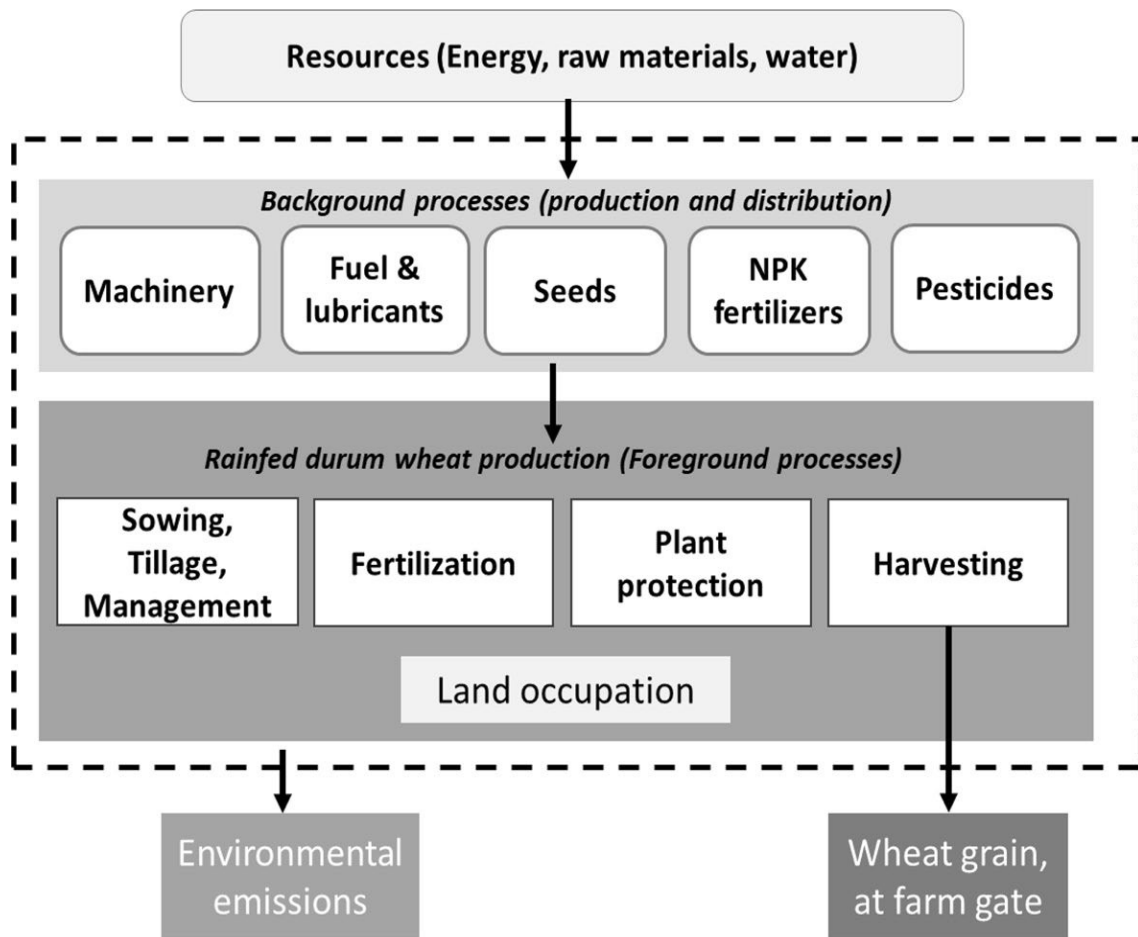 Resources (Energy, raw materials, water)
Background processes (production and distribution)
Machinery
Fuel &
lubricants
Seeds
NPK
fertilizers
Pesticides
Rainfed durum wheat production (Foreground processes)
Sowing,
Tillage,
Management
Fertilization
Plant
protection
Harvesting
Land occupation
Environmental
emissions
Wheat grain,
at farm gate